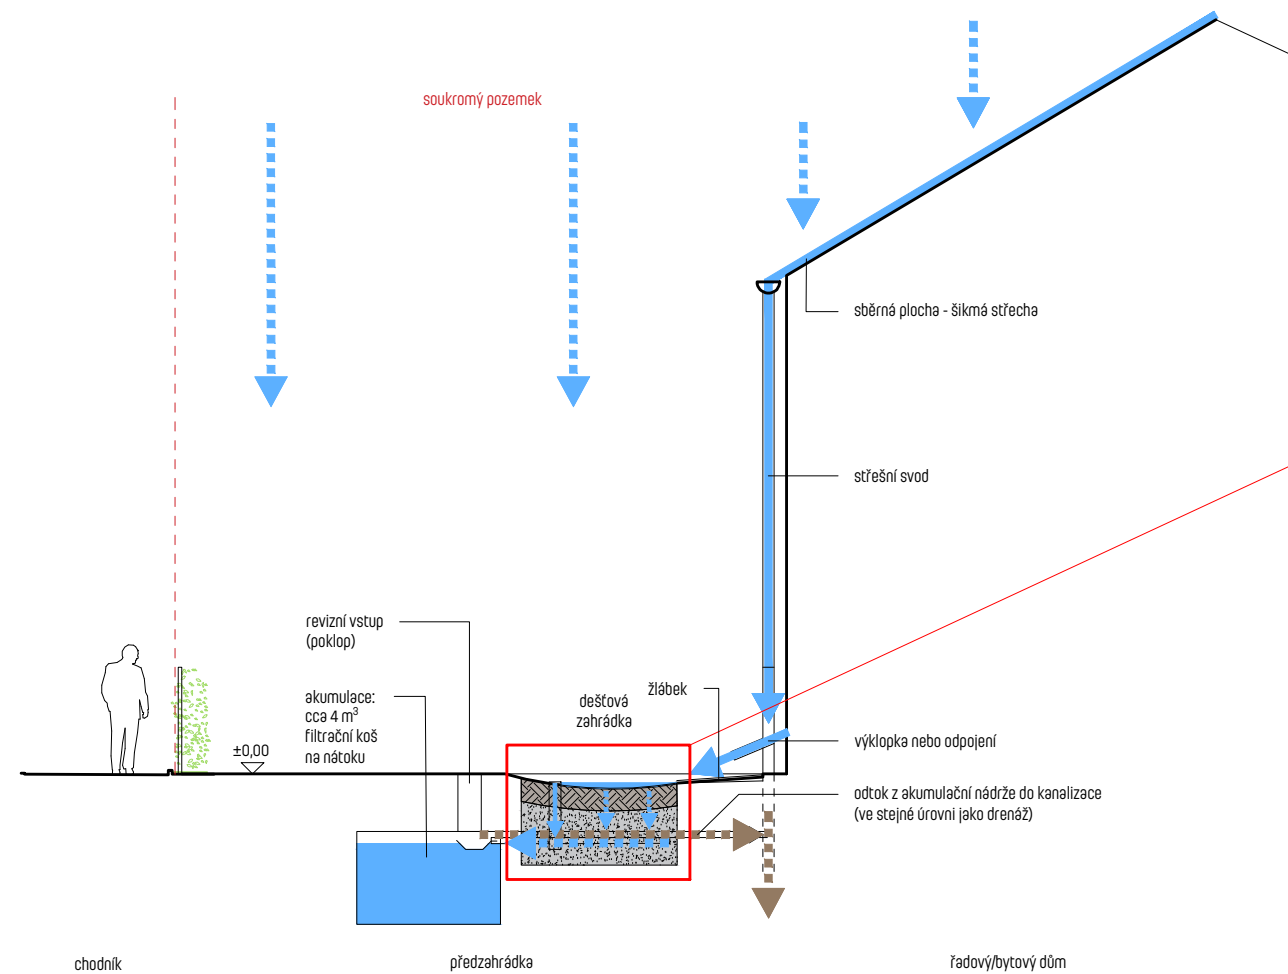 soukromý pozemek
sběrná plocha - šikmá střecha
střešní svod
revizní vstup
(poklop)
akumulace:
cca 4 m³
filtrační koš
na nátoku
dešťová
zahrádka
žlábek
±0,00
výklopka nebo odpojení
odtok z akumulační nádrže do kanalizace
(ve stejné úrovni jako drenáž)
chodník
předzahrádka
řadový/bytový dům